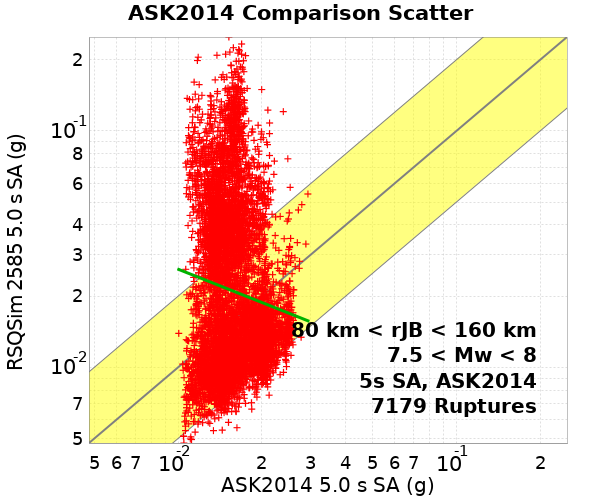 ASK2014 Comparison Scatter
RSQSim 2585 5.0 s SA (g)
2
10-1
8
6
4
3
2
10-2
7
5
80 km < rJB < 160 km
7.5 < Mw < 8
5s SA, ASK2014
7179 Ruptures
5 6 7 10-2 2 3 4 5 6 7 10-1 2
ASK2014 5.0 s SA (g)